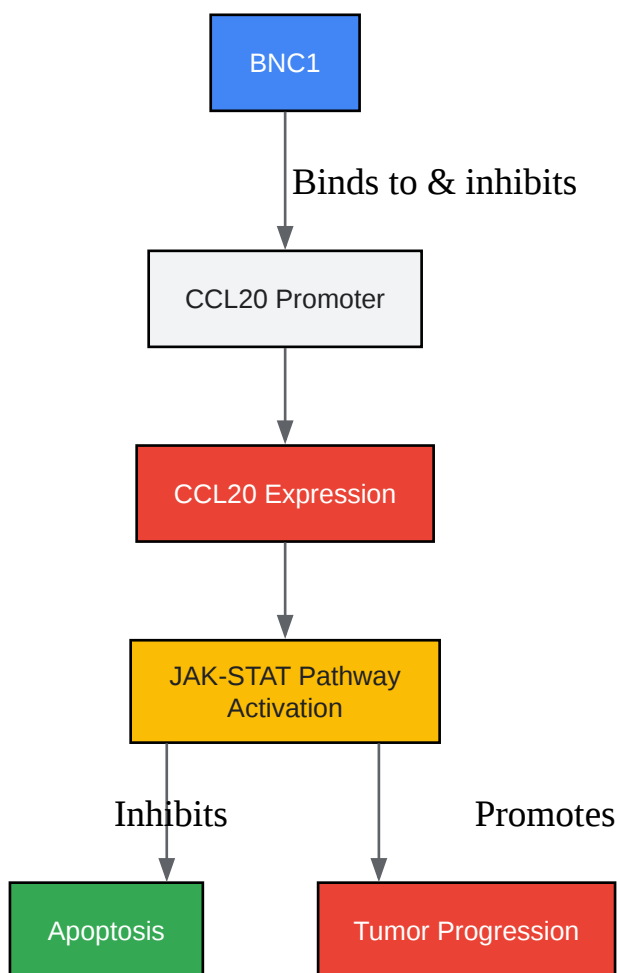 BNC1
Binds to & inhibits
CCL20 Promoter
CCL20 Expression
JAK-STAT Pathway
Activation
Inhibits
Promotes
Apoptosis
Tumor Progression